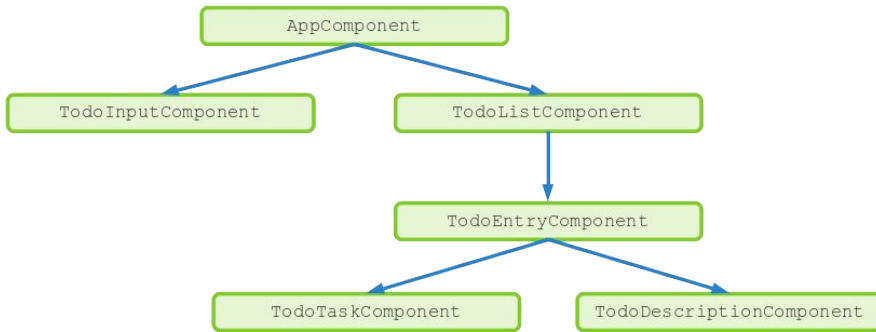 AppComponent
TodoInputComponent
TodoListComponent
TodoEntryComponent
TodoTaskComponent
TodoDescriptionComponent